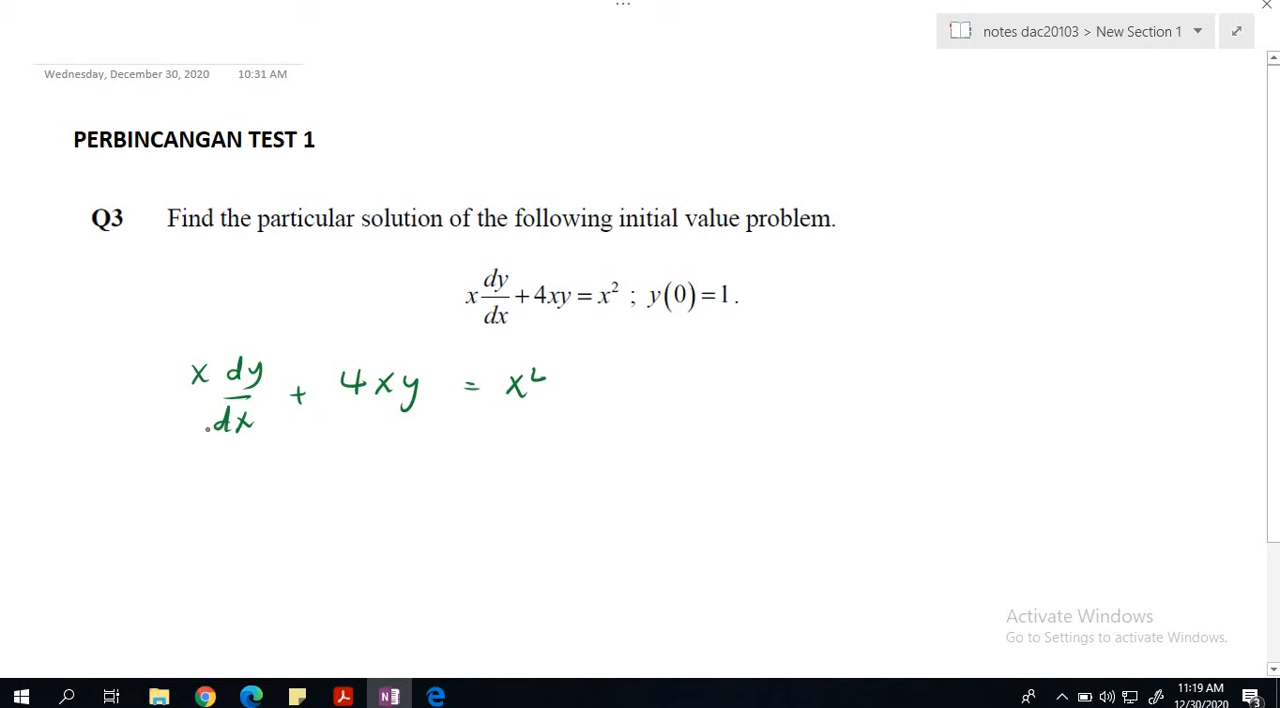 ...
notes dac20103 > New Section 1
Wednesday, December 30, 2020 10:31 AM
PERBINCANGAN TEST 1
Q3 Find the particular solution of the following initial value problem.
x dy/dx + 4xy = x² ; y(0) = 1 .
x dy/dx + 4xy = x²
Activate Windows
Go to Settings to activate Windows.
11:19 AM
12/30/2020
3